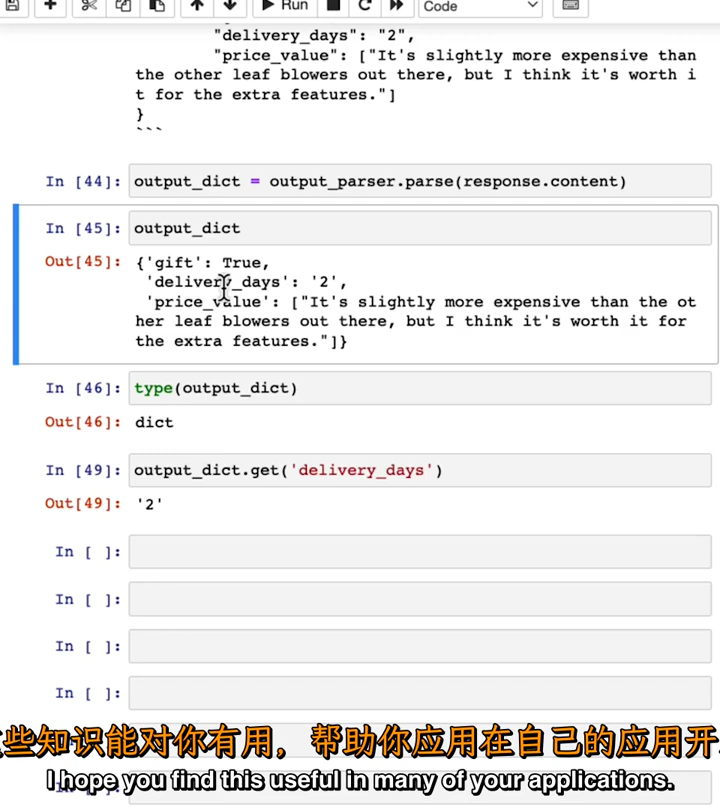 Run
Code
"delivery_days": "2",
"price_value": ["It's slightly more expensive than
the other leaf blowers out there, but I think it's worth i
t for the extra features."]
}
```
In [44]: output_dict = output_parser.parse(response.content)
In [45]: output_dict
Out[45]: {'gift': True,
'delivery_days': '2',
'price_value': ["It's slightly more expensive than the ot
her leaf blowers out there, but I think it's worth it for
the extra features."]}
In [46]: type(output_dict)
Out[46]: dict
In [49]: output_dict.get('delivery_days')
Out[49]: '2'
In [ ]:
In [ ]:
In [ ]:
In [ ]:
些知识能对你有用，帮助你应用在自己的应用开
I hope you find this useful in many of your applications.